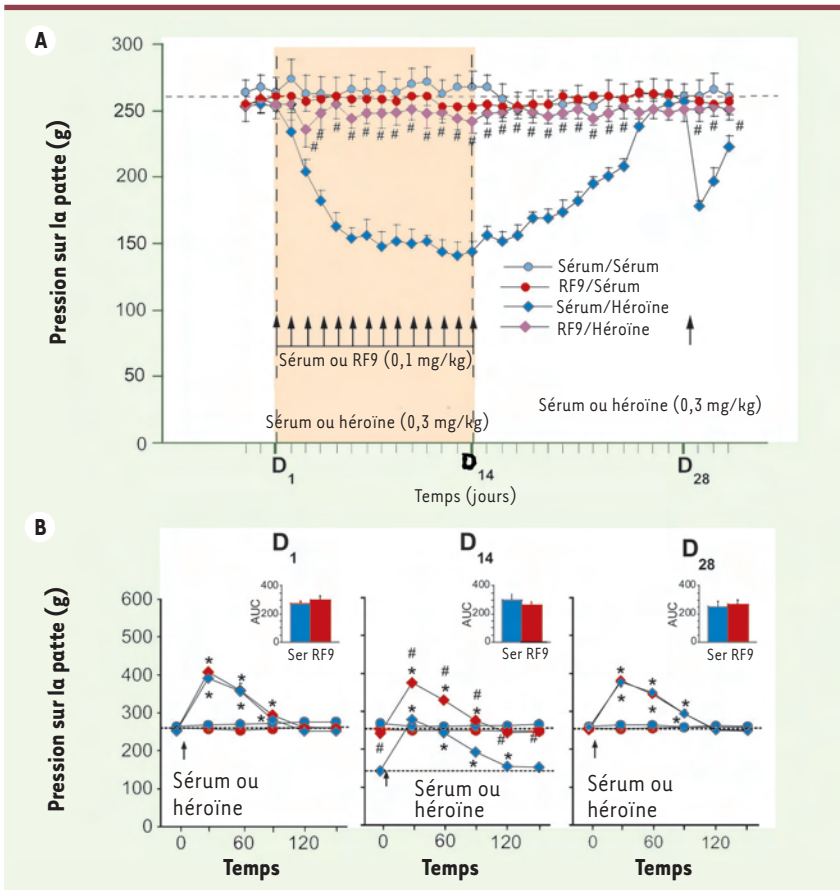 A
Pression sur la patte (g)
300
250
200
150
100
50
0
# # # # # # # # # # # # # # # # # # # # # # # #
Sérum/Sérum
RF9/Sérum
Sérum/Héroïne
RF9/Héroïne
Sérum ou RF9 (0,1 mg/kg)
Sérum ou héroïne (0,3 mg/kg)
Sérum ou héroïne (0,3 mg/kg)
D1 D14 D28
Temps (jours)
B
Pression sur la patte (g)
600
500
400
300
200
100
0
D1
AUC
400
200
Ser RF9
* * * * *
Sérum ou
héroïne
0 60 120
Temps
D14
AUC
400
200
Ser RF9
# # #
* * *
* * * *
# # #
Sérum ou
héroïne
0 60 120
Temps
D28
AUC
400
200
Ser RF9
* * * * *
Sérum ou
héroïne
0 60 120
Temps